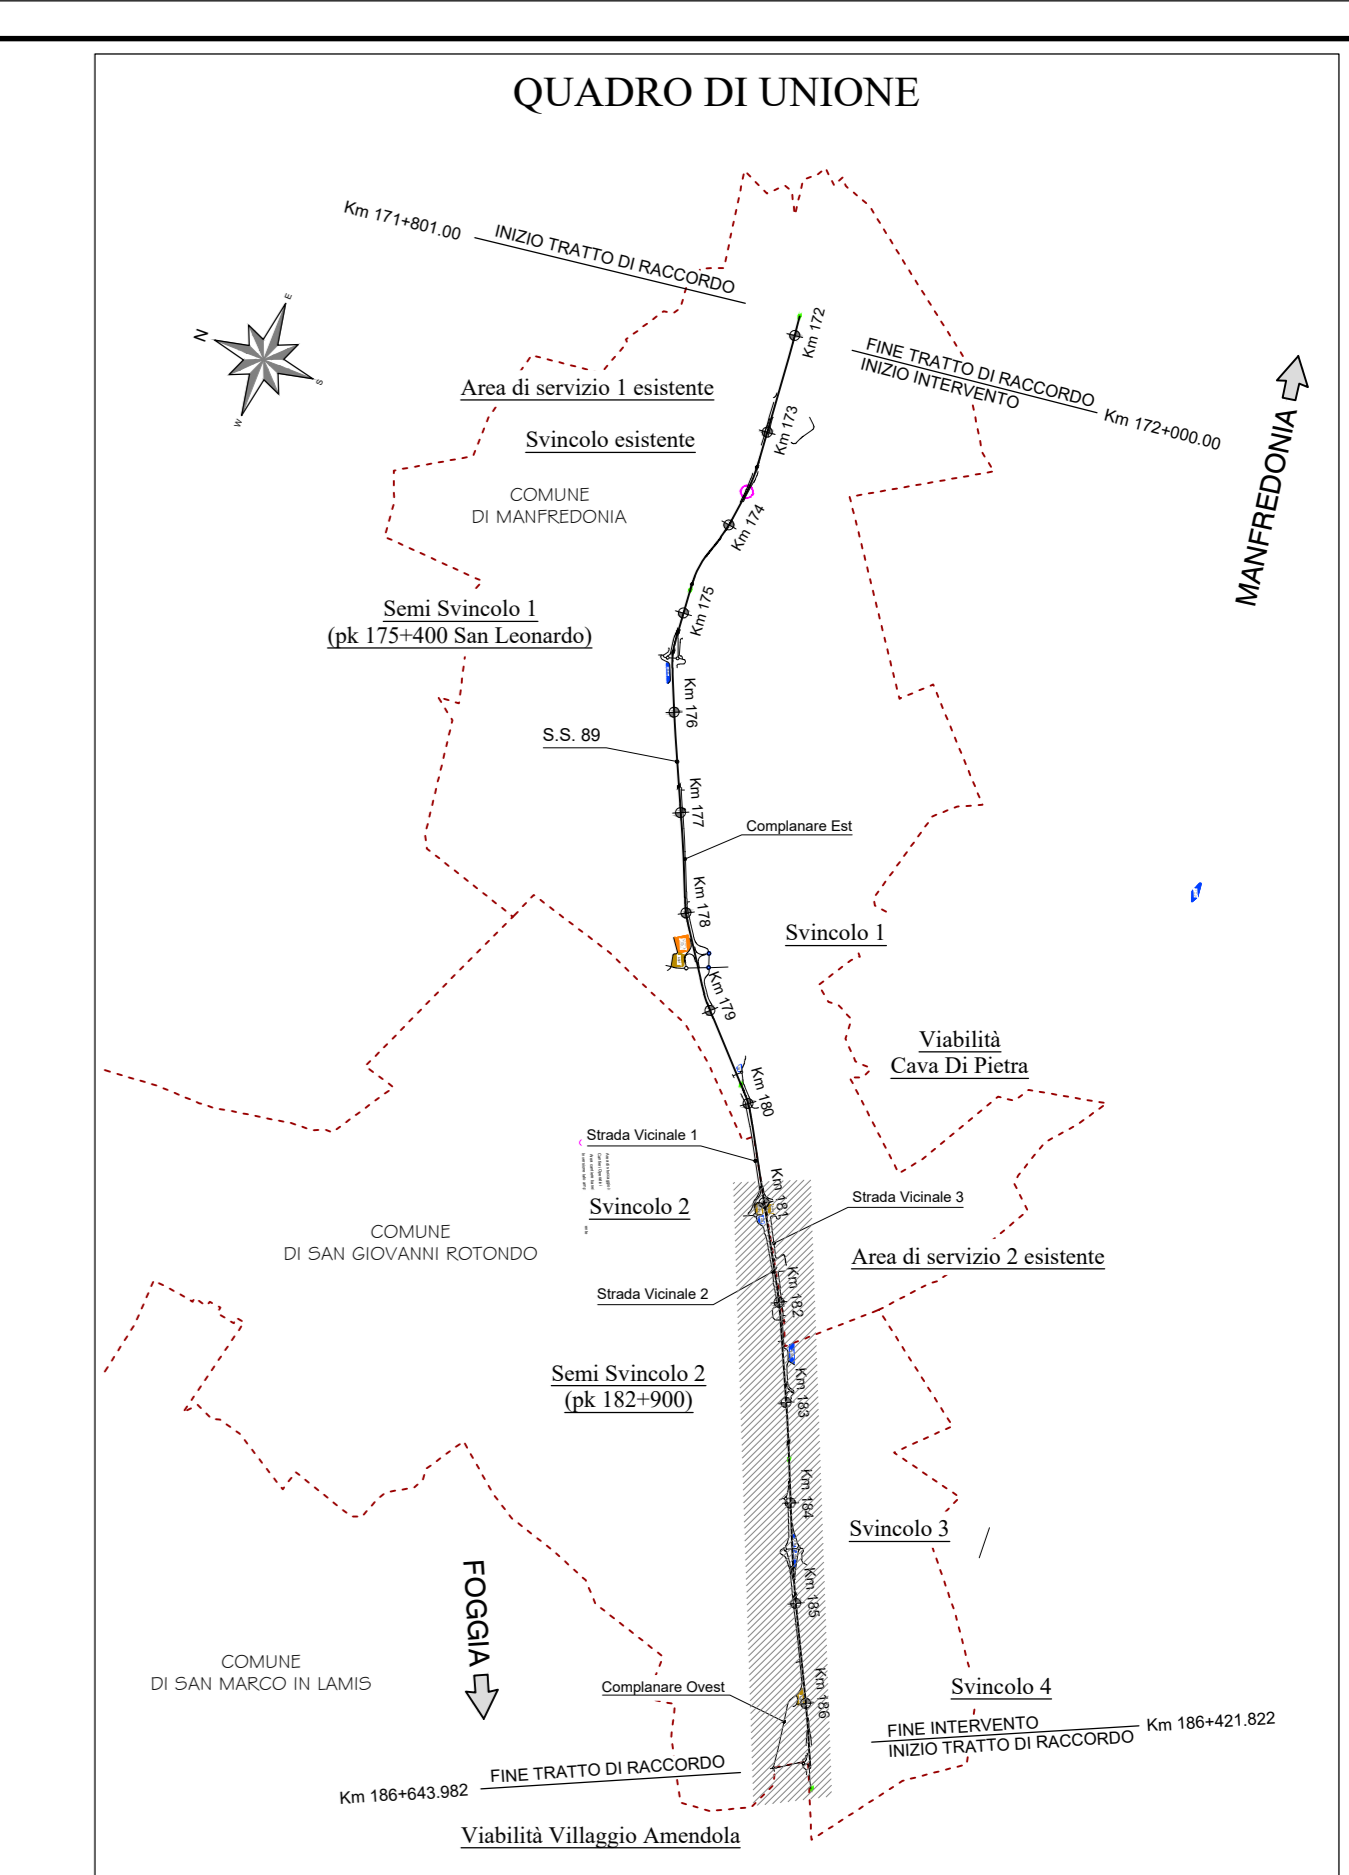 QUADRO DI UNIONE
Km 171+801.00
INIZIO TRATTO DI RACCORDO
N
E
S
W
Km 172
FINE TRATTO DI RACCORDO
INIZIO INTERVENTO
Km 172+000.00
MANFREDONIA
Area di servizio 1 esistente
Km 173
Svincolo esistente
COMUNE
DI MANFREDONIA
Km 174
Semi Svincolo 1
(pk 175+400 San Leonardo)
Km 175
Km 176
S.S. 89
Km 177
Complanare Est
Km 178
Svincolo 1
Km 179
Viabilità
Cava Di Pietra
Km 180
Strada Vicinale 1
Km 181
Strada Vicinale 3
Svincolo 2
COMUNE
DI SAN GIOVANNI ROTONDO
Area di servizio 2 esistente
Strada Vicinale 2
Km 182
Semi Svincolo 2
(pk 182+900)
Km 183
Km 184
Svincolo 3
Km 185
FOGGIA
COMUNE
DI SAN MARCO IN LAMIS
Complanare Ovest
Km 186
Svincolo 4
FINE INTERVENTO
INIZIO TRATTO DI RACCORDO
Km 186+421.822
Km 186+643.982
FINE TRATTO DI RACCORDO
Viabilità Villaggio Amendola